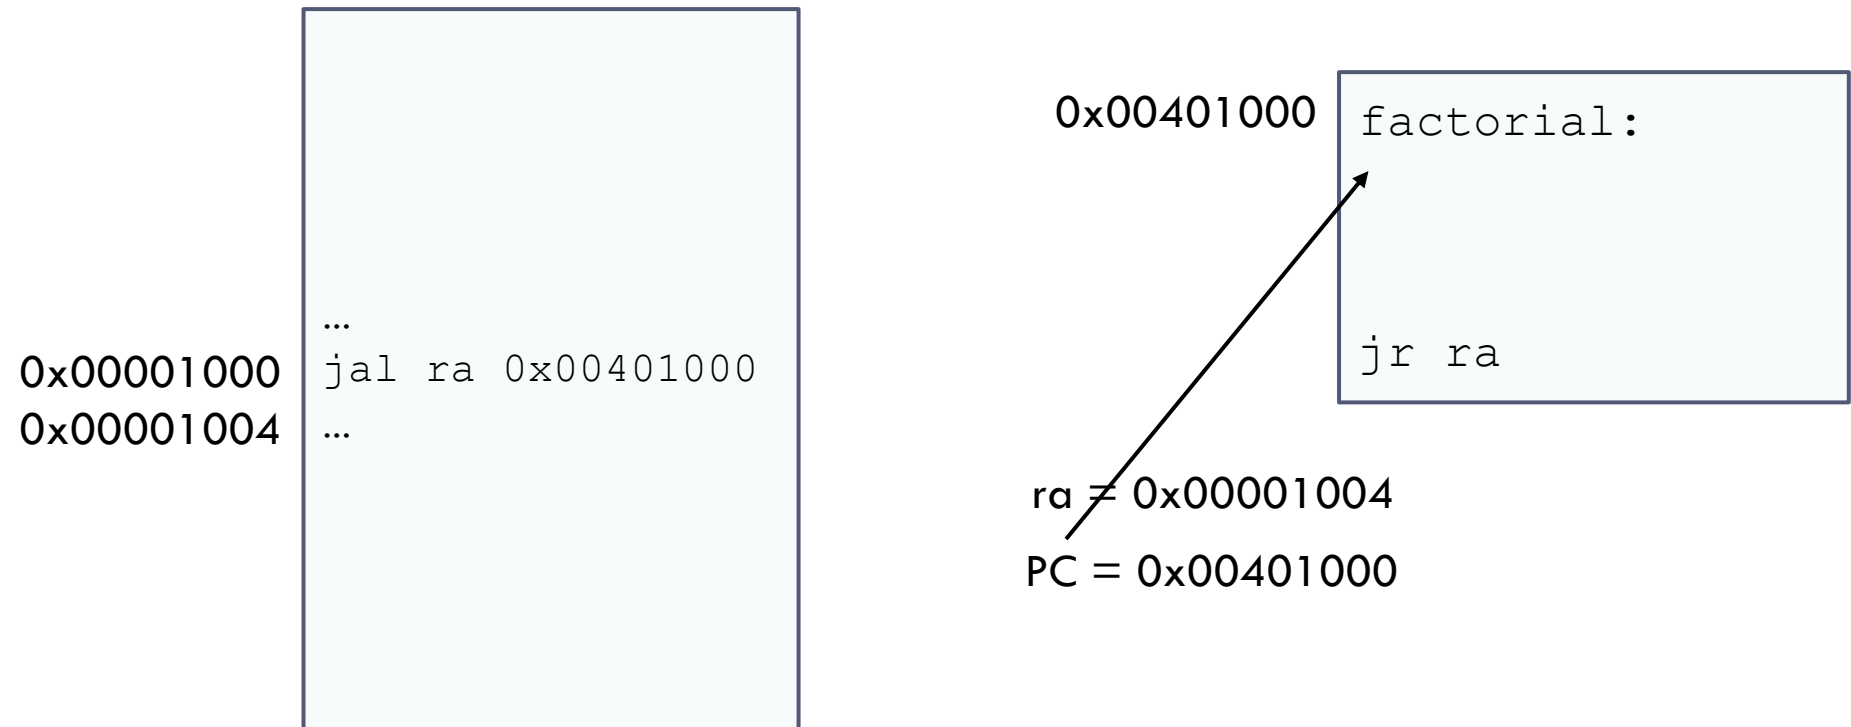 …
0x00001000 jal ra 0x00401000
0x00001004 …
0x00401000 factorial:
jr ra
ra = 0x00001004
PC = 0x00401000